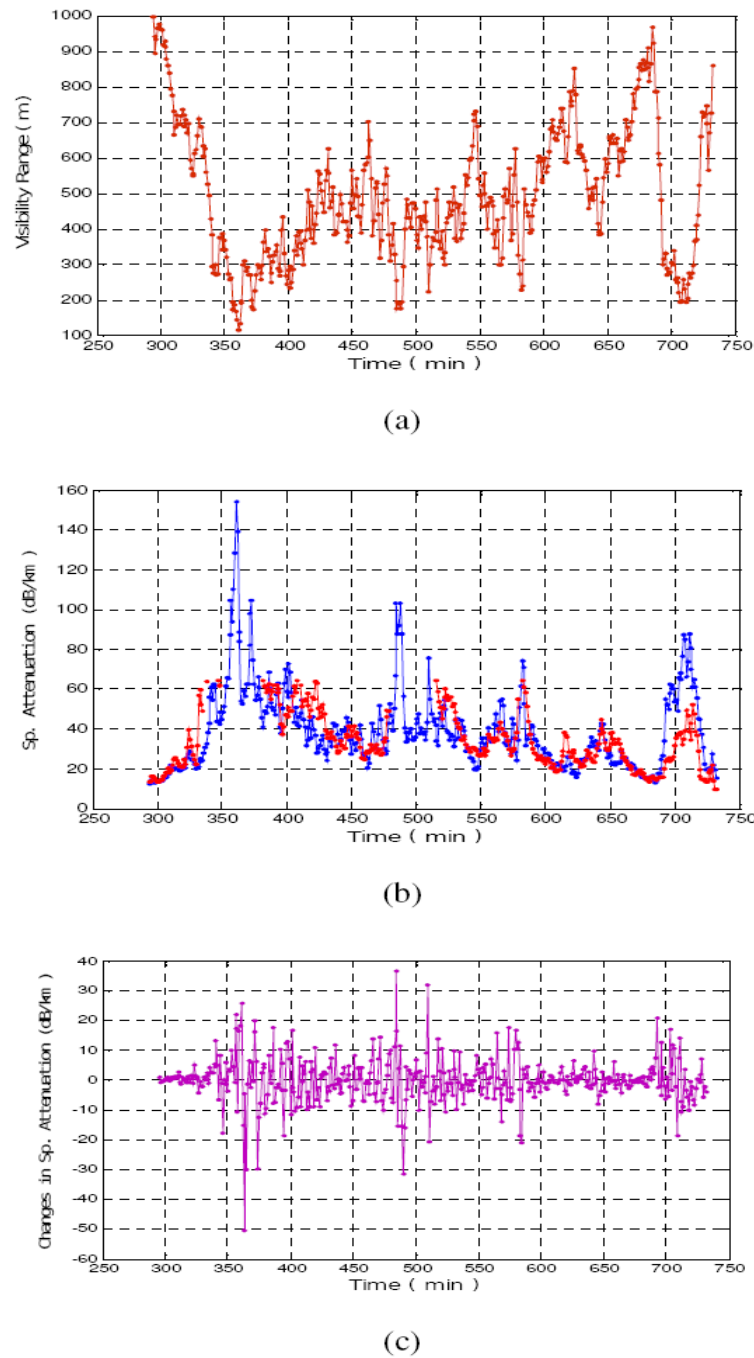 1000
900
800
700
600
500
400
300
200
100
Visibility Range ( m )
250 300 350 400 450 500 550 600 650 700 750
Time ( min )
(a)
160
140
120
100
80
60
40
20
0
Sp. Attenuation (dB/km )
250 300 350 400 450 500 550 600 650 700 750
Time ( min )
(b)
40
30
20
10
0
-10
-20
-30
-40
-50
-60
Changes in Sp. Attenuation (dB/km )
250 300 350 400 450 500 550 600 650 700 750
Time ( min )
(c)